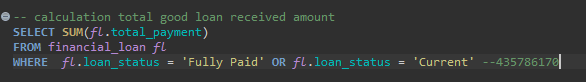 -- calculation total good loan received amount
SELECT SUM(fl.total_payment)
FROM financial_loan fl
WHERE  fl.loan_status = 'Fully Paid' OR fl.loan_status = 'Current' --435786170